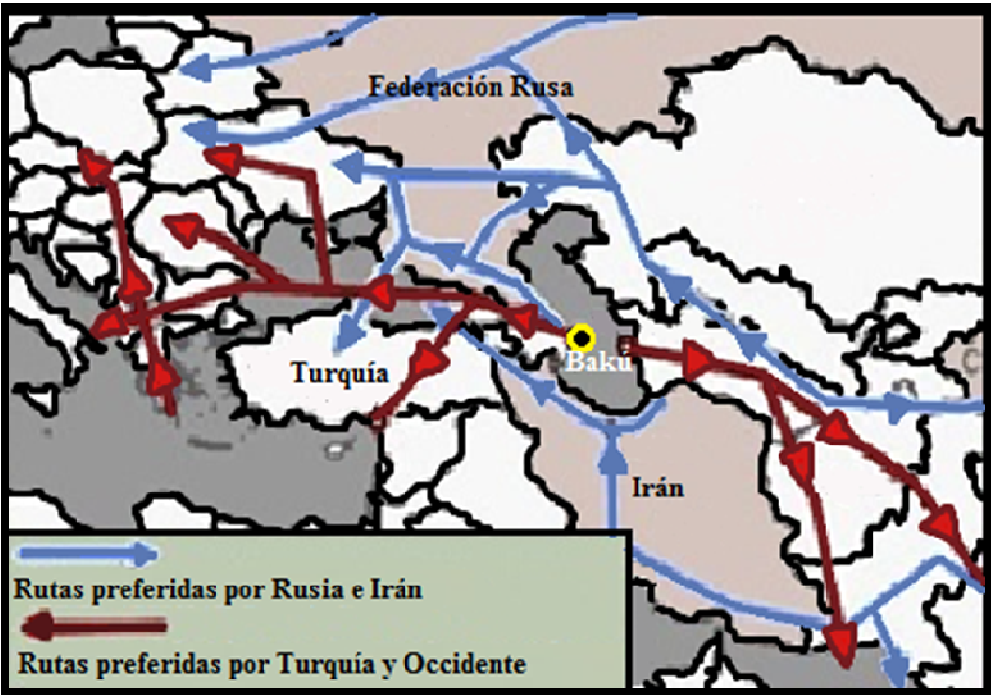 Federación Rusa
Bakú
Turquía
Irán
Rutas preferidas por Rusia e Irán
Rutas preferidas por Turquía y Occidente